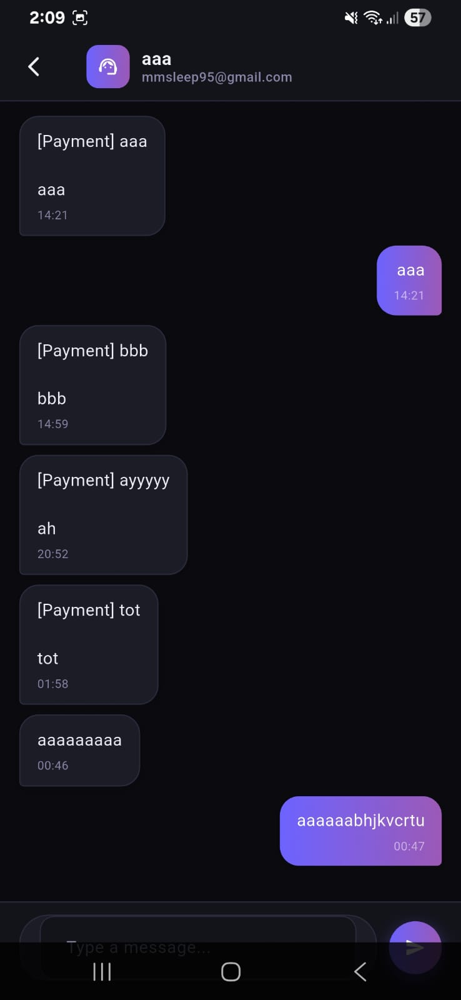 2:09
57
aaa
mmsleep95@gmail.com
[Payment] aaa
aaa
14:21
aaa
14:21
[Payment] bbb
bbb
14:59
[Payment] ayyyyy
ah
20:52
[Payment] tot
tot
01:58
aaaaaaaaa
00:46
aaaaaabhjkvcrtu
00:47
Type a message...